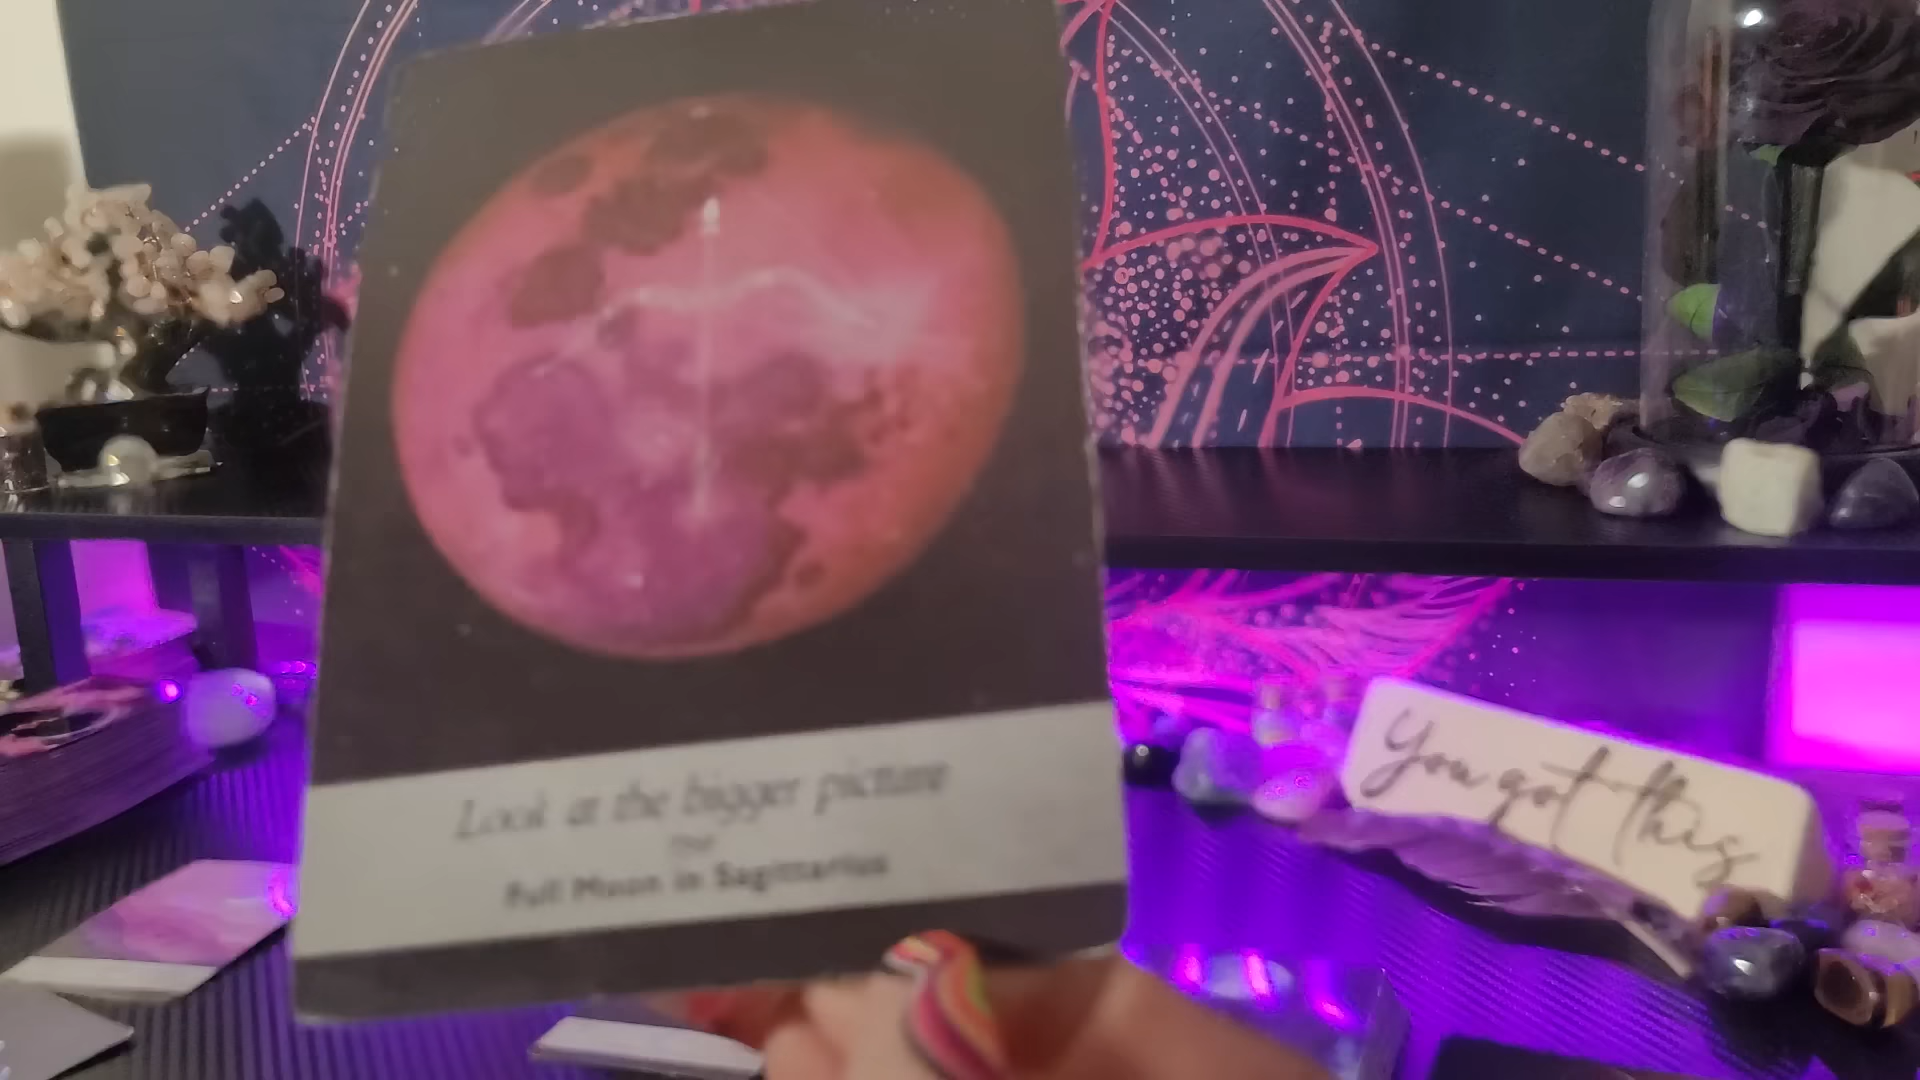 Look at the bigger picture
Full Moon in Sagittarius
You got this